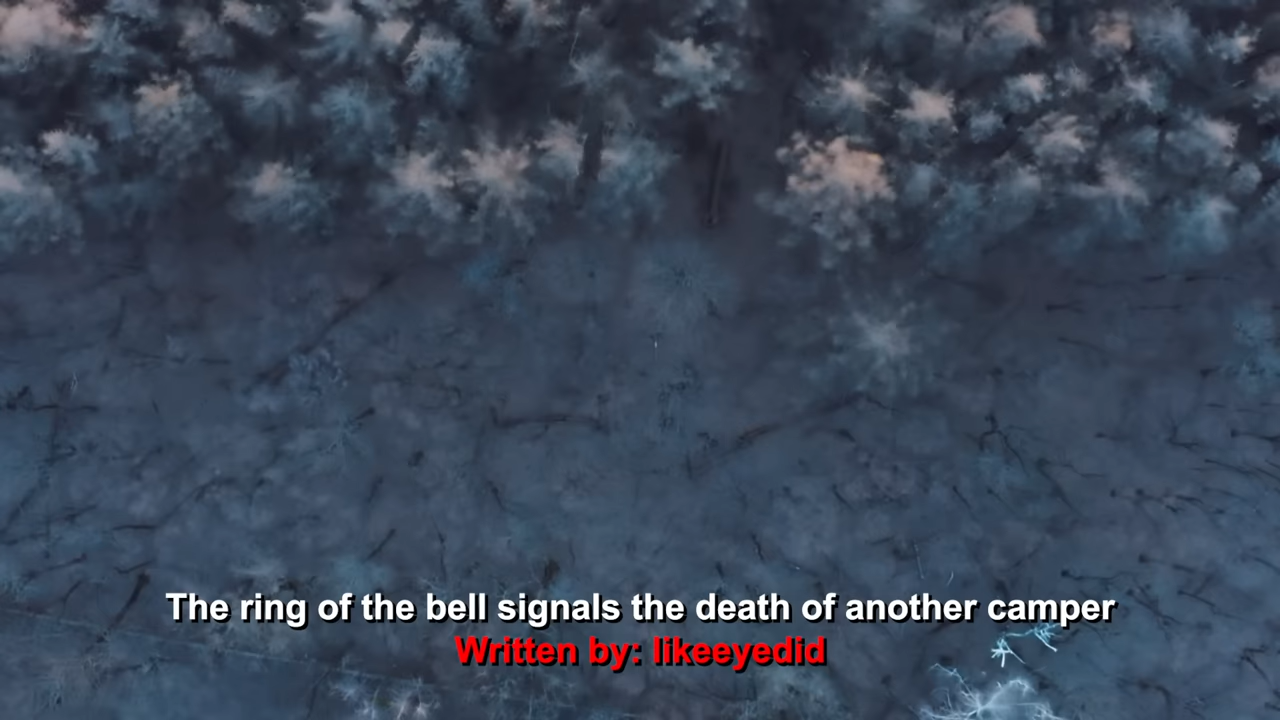 The ring of the bell signals the death of another camper
Written by: likeeyedid